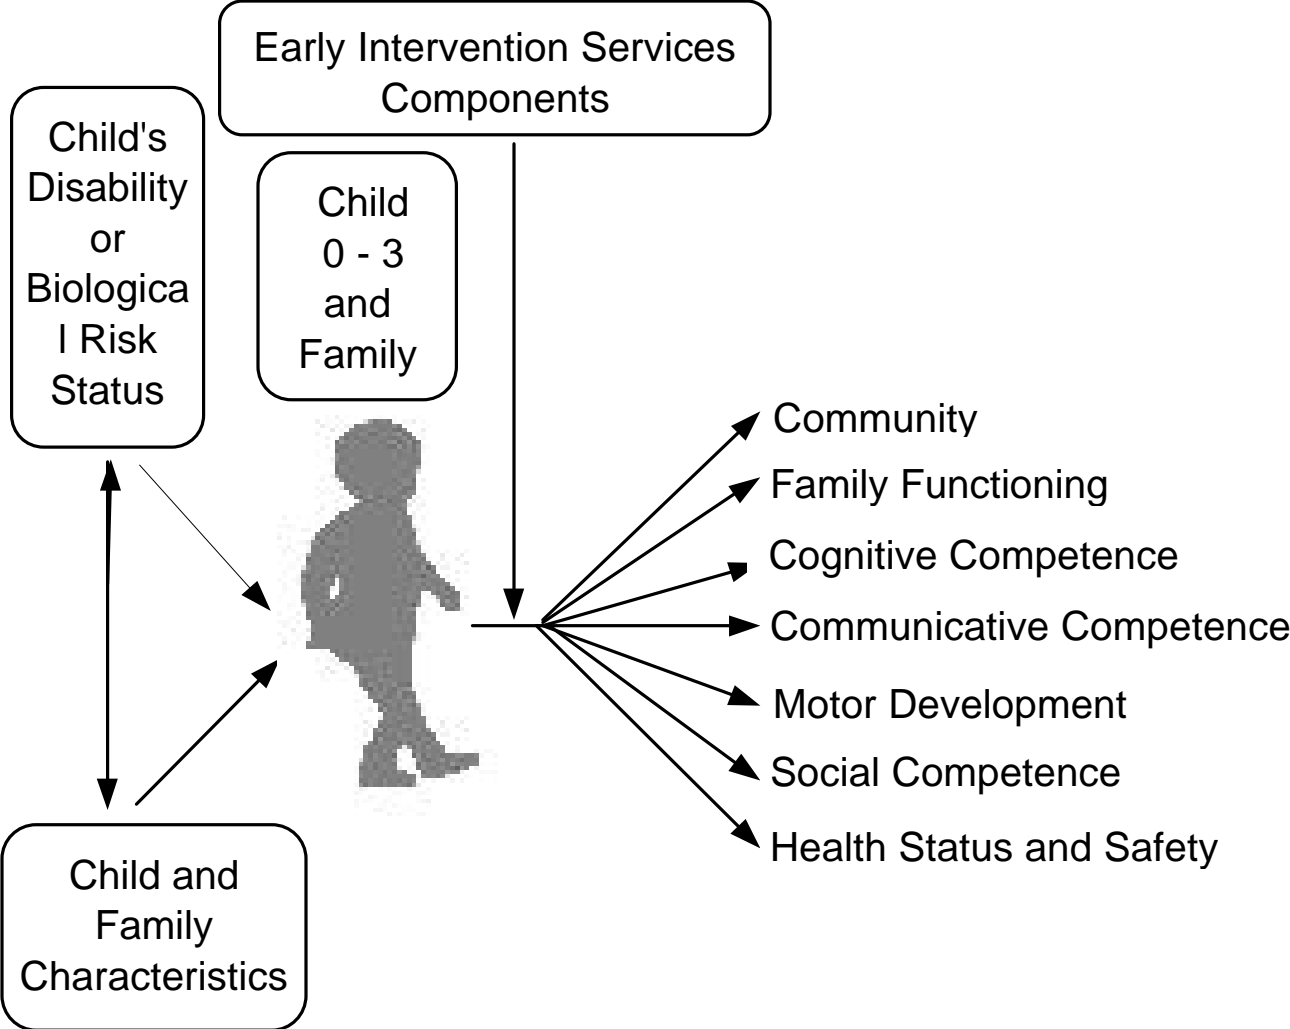 Early Intervention Services
Components
Child's
Disability
or
Biologica
l Risk
Status
Child
0 - 3
and
Family
Community
Family Functioning
Cognitive Competence
Communicative Competence
Motor Development
Social Competence
Health Status and Safety
Child and
Family
Characteristics